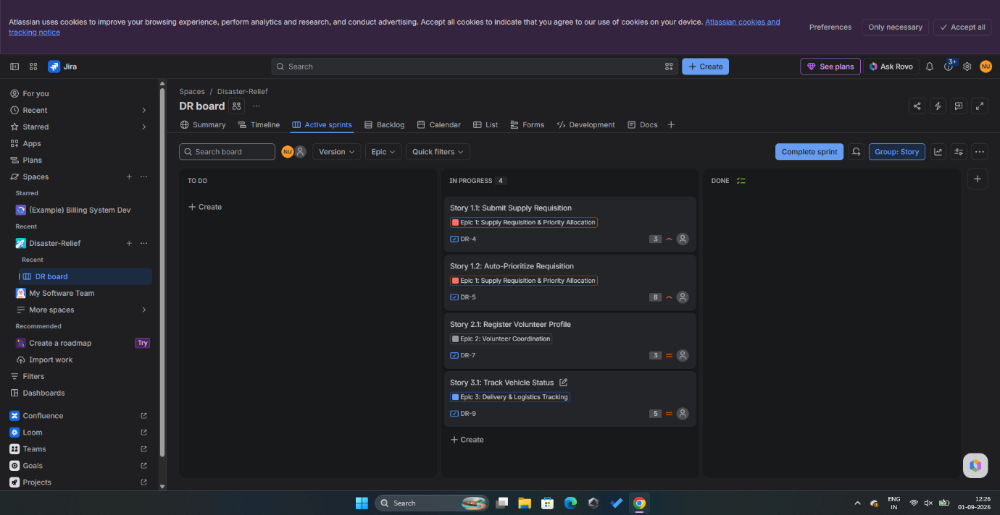 Atlassian uses cookies to improve your browsing experience, perform analytics and research, and conduct advertising. Accept all cookies to indicate that you agree to our use of cookies on your device. Atlassian cookies and
tracking notice
Preferences
Only necessary
Accept all
Jira
Search
Create
See plans
Ask Rovo
3+
NU
For you
Recent
Starred
Apps
Plans
Spaces
Starred
(Example) Billing System Dev
Recent
Disaster-Relief
Recent
DR board
My Software Team
More spaces
Recommended
Create a roadmap
Try
Import work
Filters
Dashboards
Confluence
Loom
Teams
Goals
Projects
Spaces / Disaster-Relief
DR board
Summary
Timeline
Active sprints
Backlog
Calendar
List
Forms
Development
Docs
Search board
NU
Version
Epic
Quick filters
Complete sprint
Group: Story
TO DO
Create
IN PROGRESS 4
Story 1.1: Submit Supply Requisition
Epic 1: Supply Requisition & Priority Allocation
DR-4
3
Story 1.2: Auto-Prioritize Requisition
Epic 1: Supply Requisition & Priority Allocation
DR-5
8
Story 2.1: Register Volunteer Profile
Epic 2: Volunteer Coordination
DR-7
3
Story 3.1: Track Vehicle Status
Epic 3: Delivery & Logistics Tracking
DR-9
5
Create
DONE
Search
ENG
IN
12:26
01-09-2026